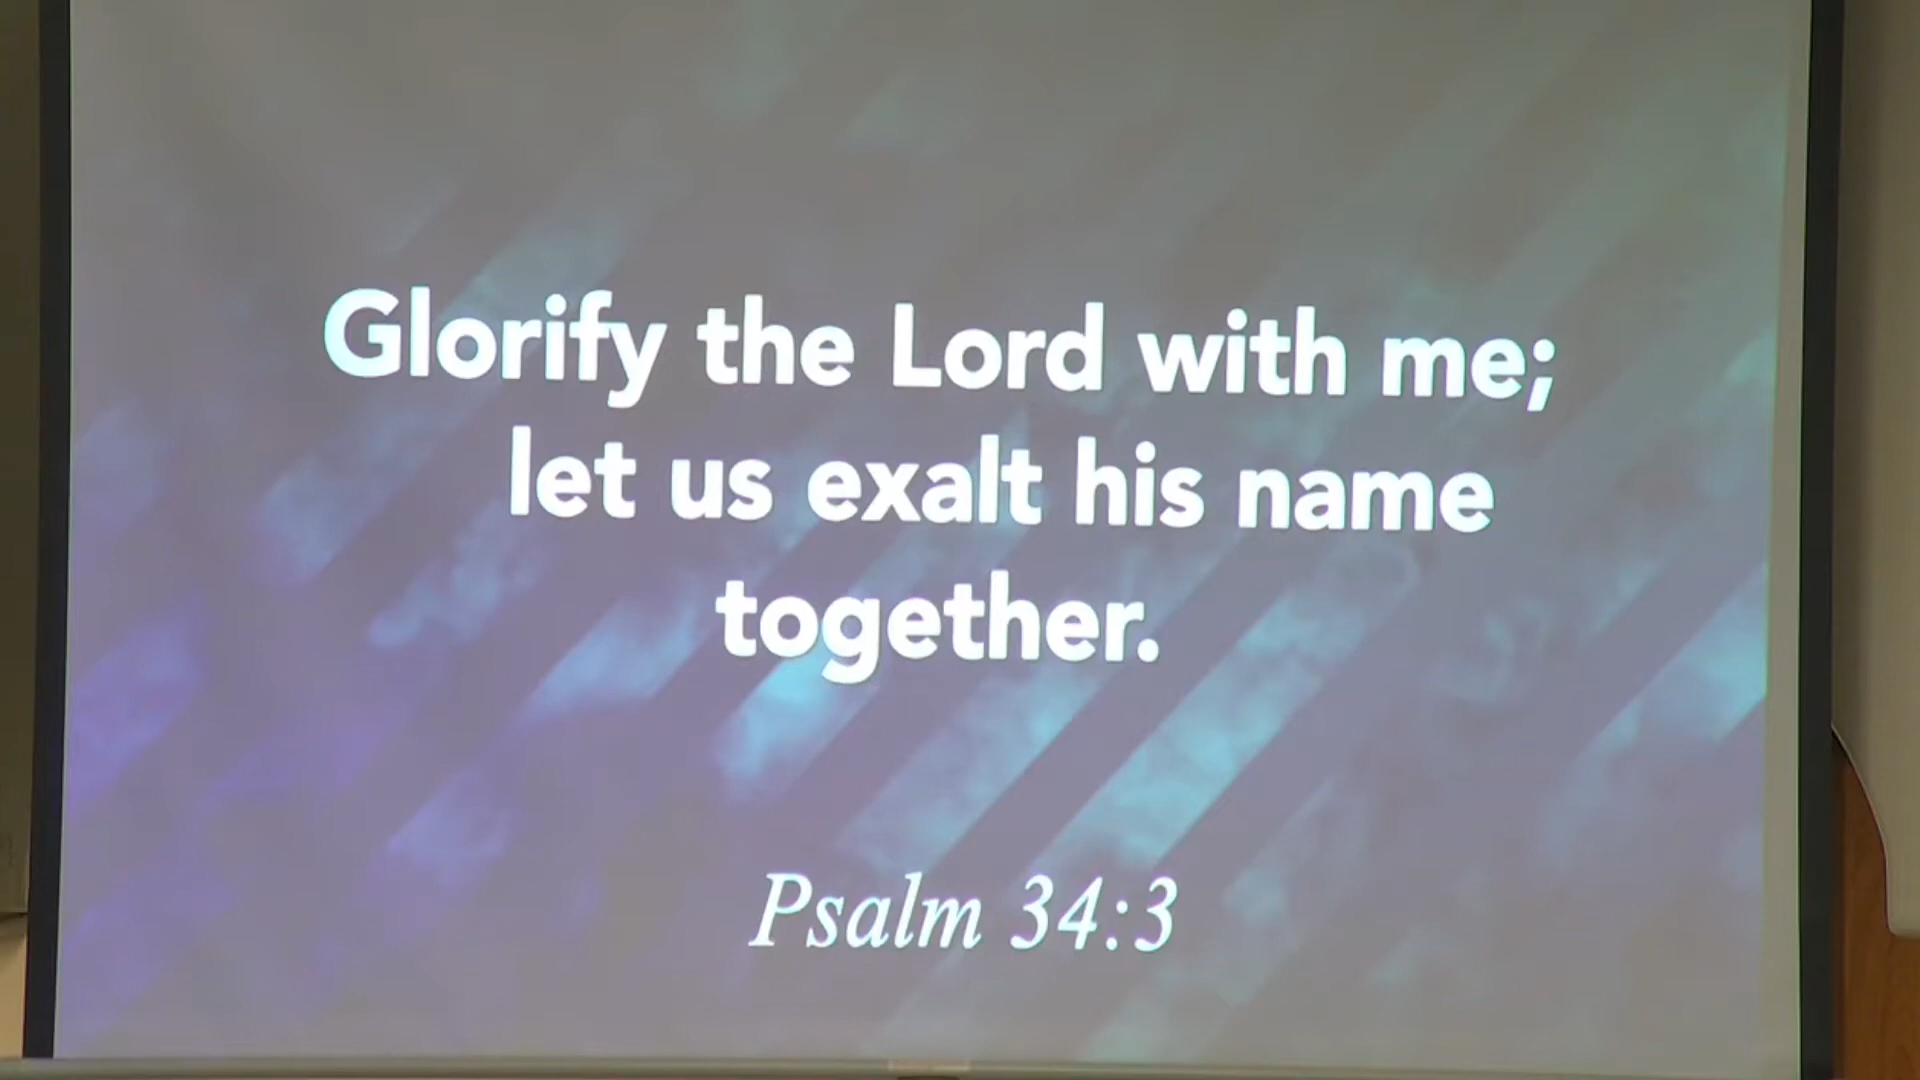 Glorify the Lord with me;
let us exalt his name
together.
Psalm 34:3